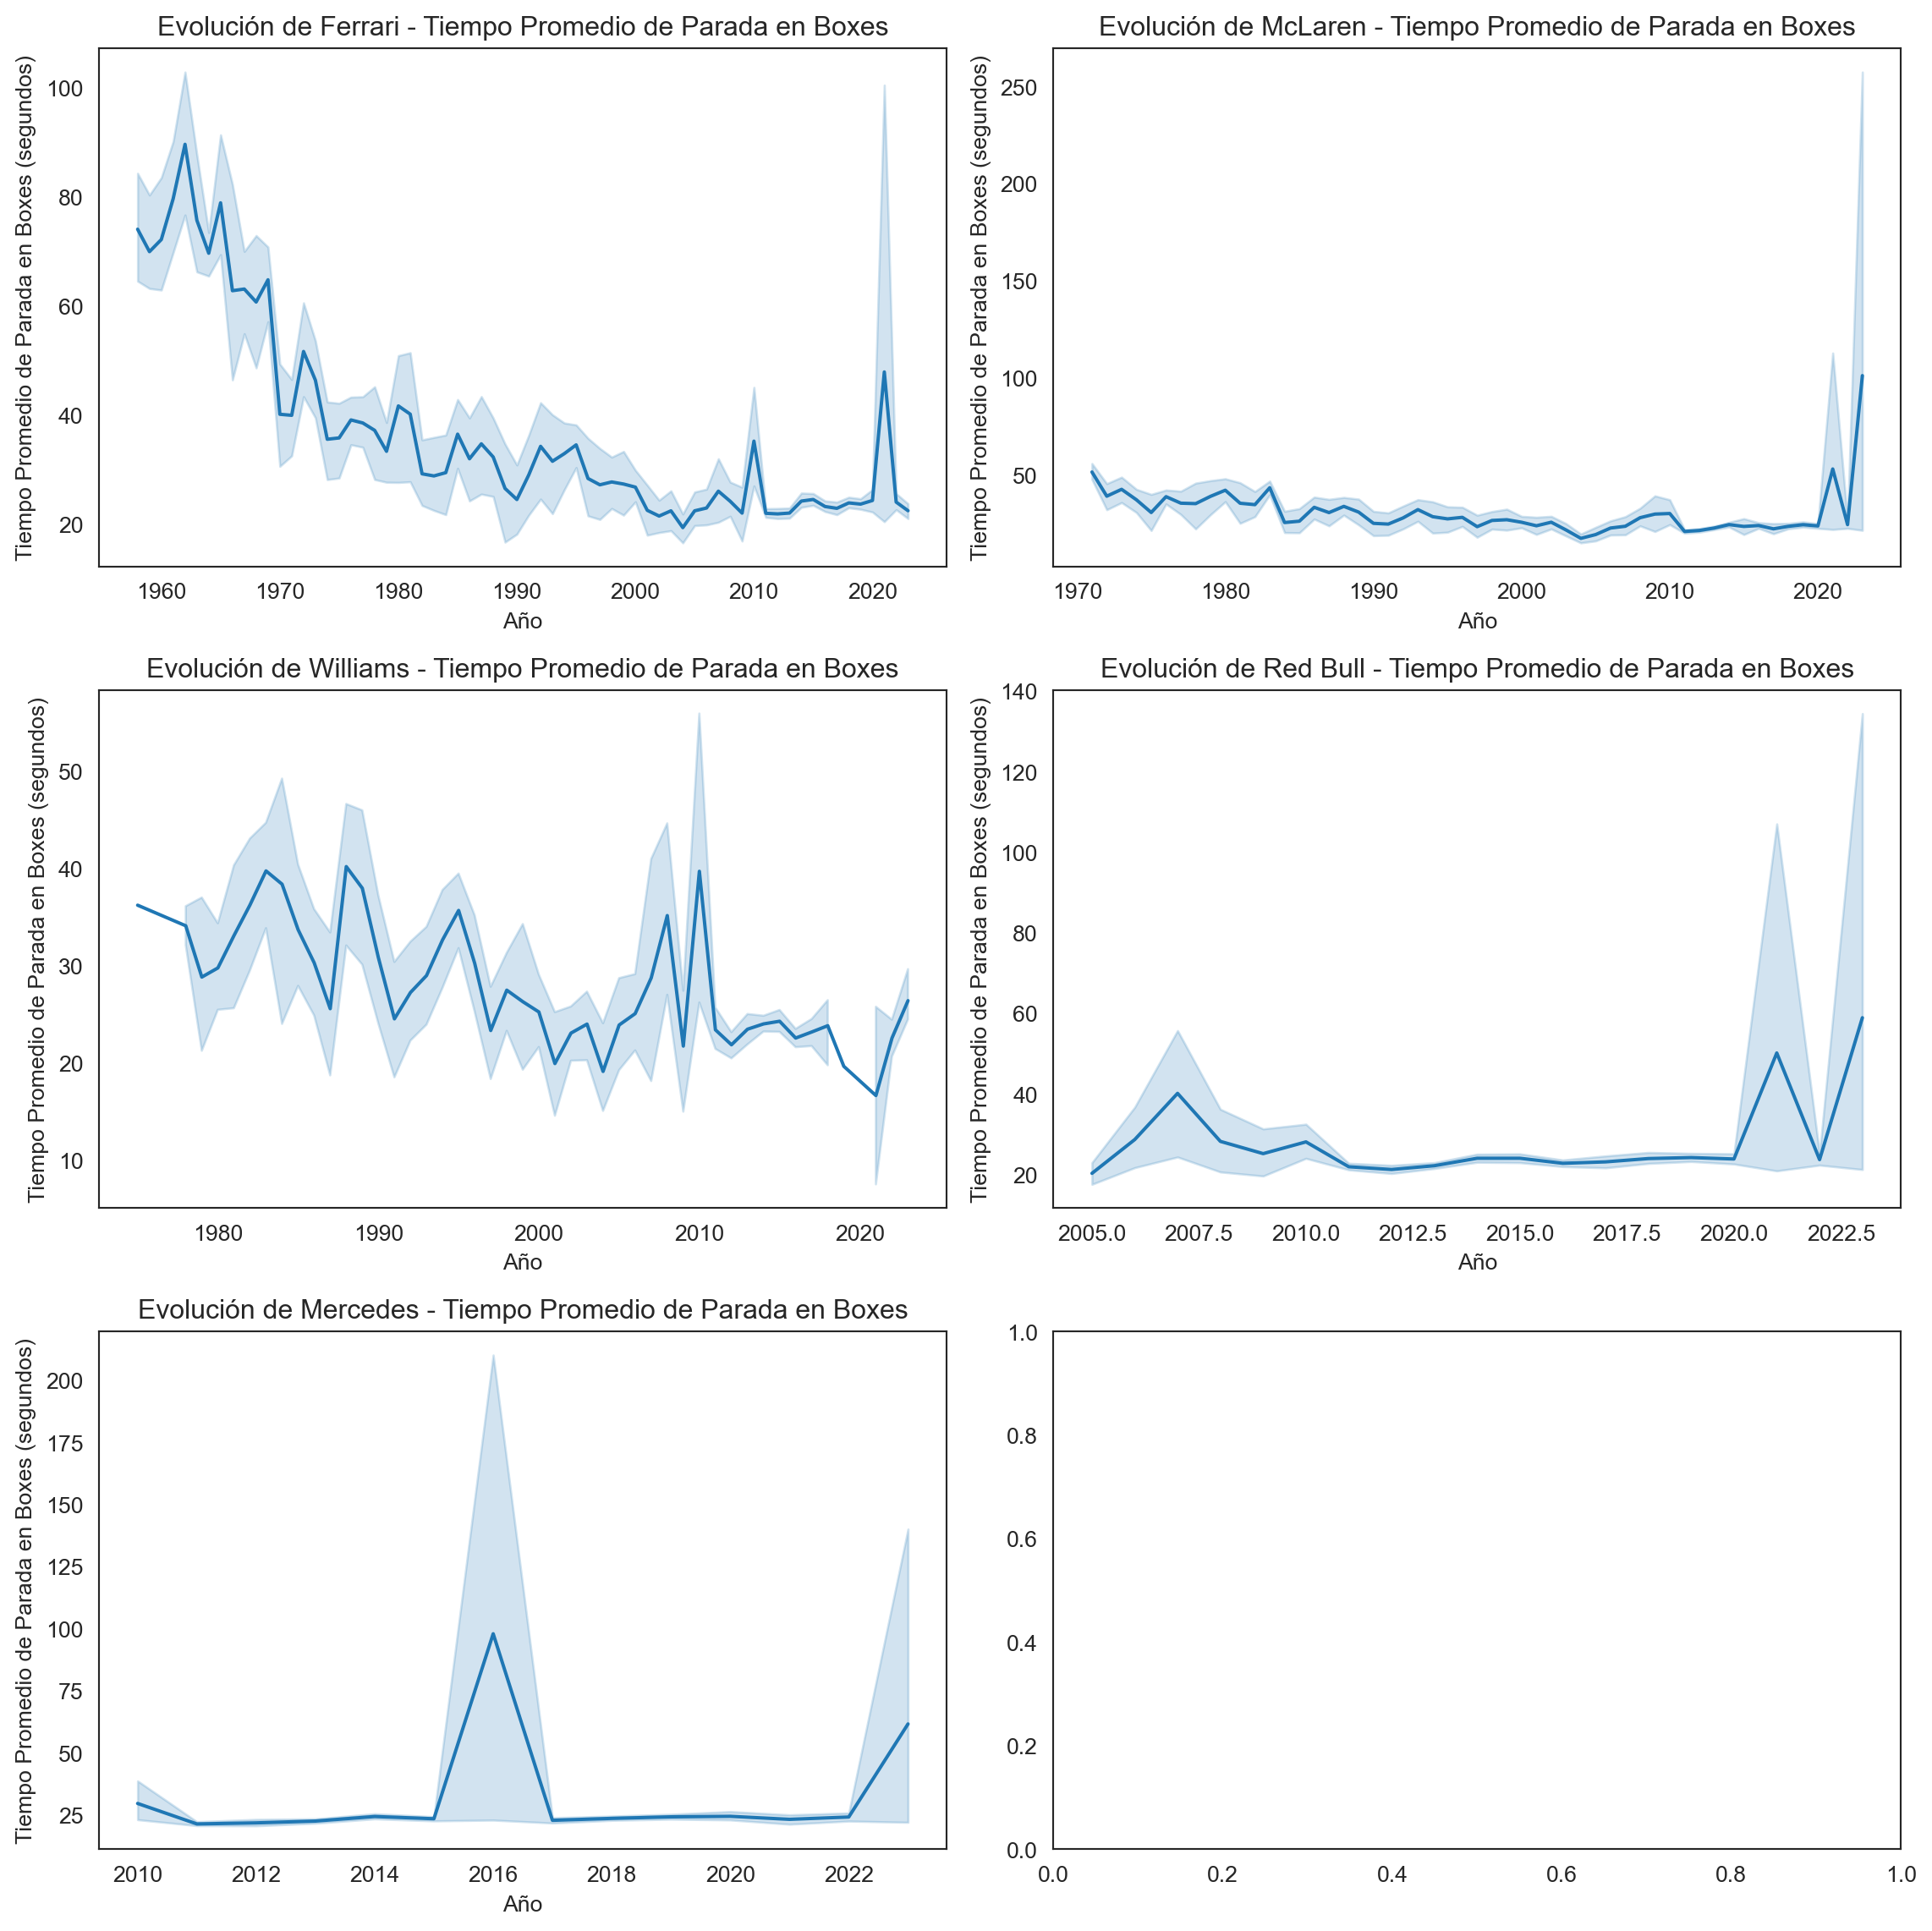 Evolución de Ferrari - Tiempo Promedio de Parada en Boxes
Tiempo Promedio de Parada en Boxes (segundos)
100
80
60
40
20
1960 1970 1980 1990 2000 2010 2020
Año
Evolución de McLaren - Tiempo Promedio de Parada en Boxes
Tiempo Promedio de Parada en Boxes (segundos)
250
200
150
100
50
1970 1980 1990 2000 2010 2020
Año
Evolución de Williams - Tiempo Promedio de Parada en Boxes
Tiempo Promedio de Parada en Boxes (segundos)
50
40
30
20
10
1980 1990 2000 2010 2020
Año
Evolución de Red Bull - Tiempo Promedio de Parada en Boxes
Tiempo Promedio de Parada en Boxes (segundos)
140
120
100
80
60
40
20
2005.0 2007.5 2010.0 2012.5 2015.0 2017.5 2020.0 2022.5
Año
Evolución de Mercedes - Tiempo Promedio de Parada en Boxes
Tiempo Promedio de Parada en Boxes (segundos)
200
175
150
125
100
75
50
25
2010 2012 2014 2016 2018 2020 2022
Año
1.0
0.8
0.6
0.4
0.2
0.0
0.0 0.2 0.4 0.6 0.8 1.0